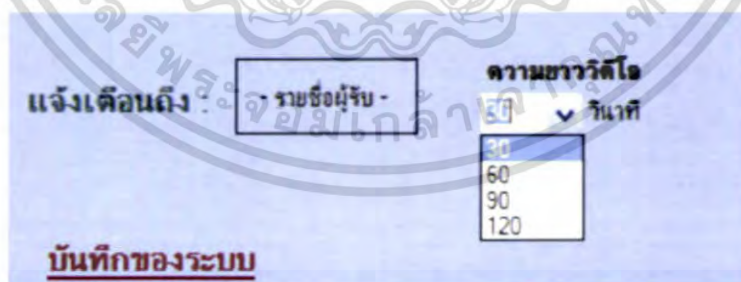 ความยาววิดีโอ
แจ้งเตือนถึง : - รายชื่อผู้รับ - 30 วินาที
30
60
90
120
บันทึกของระบบ